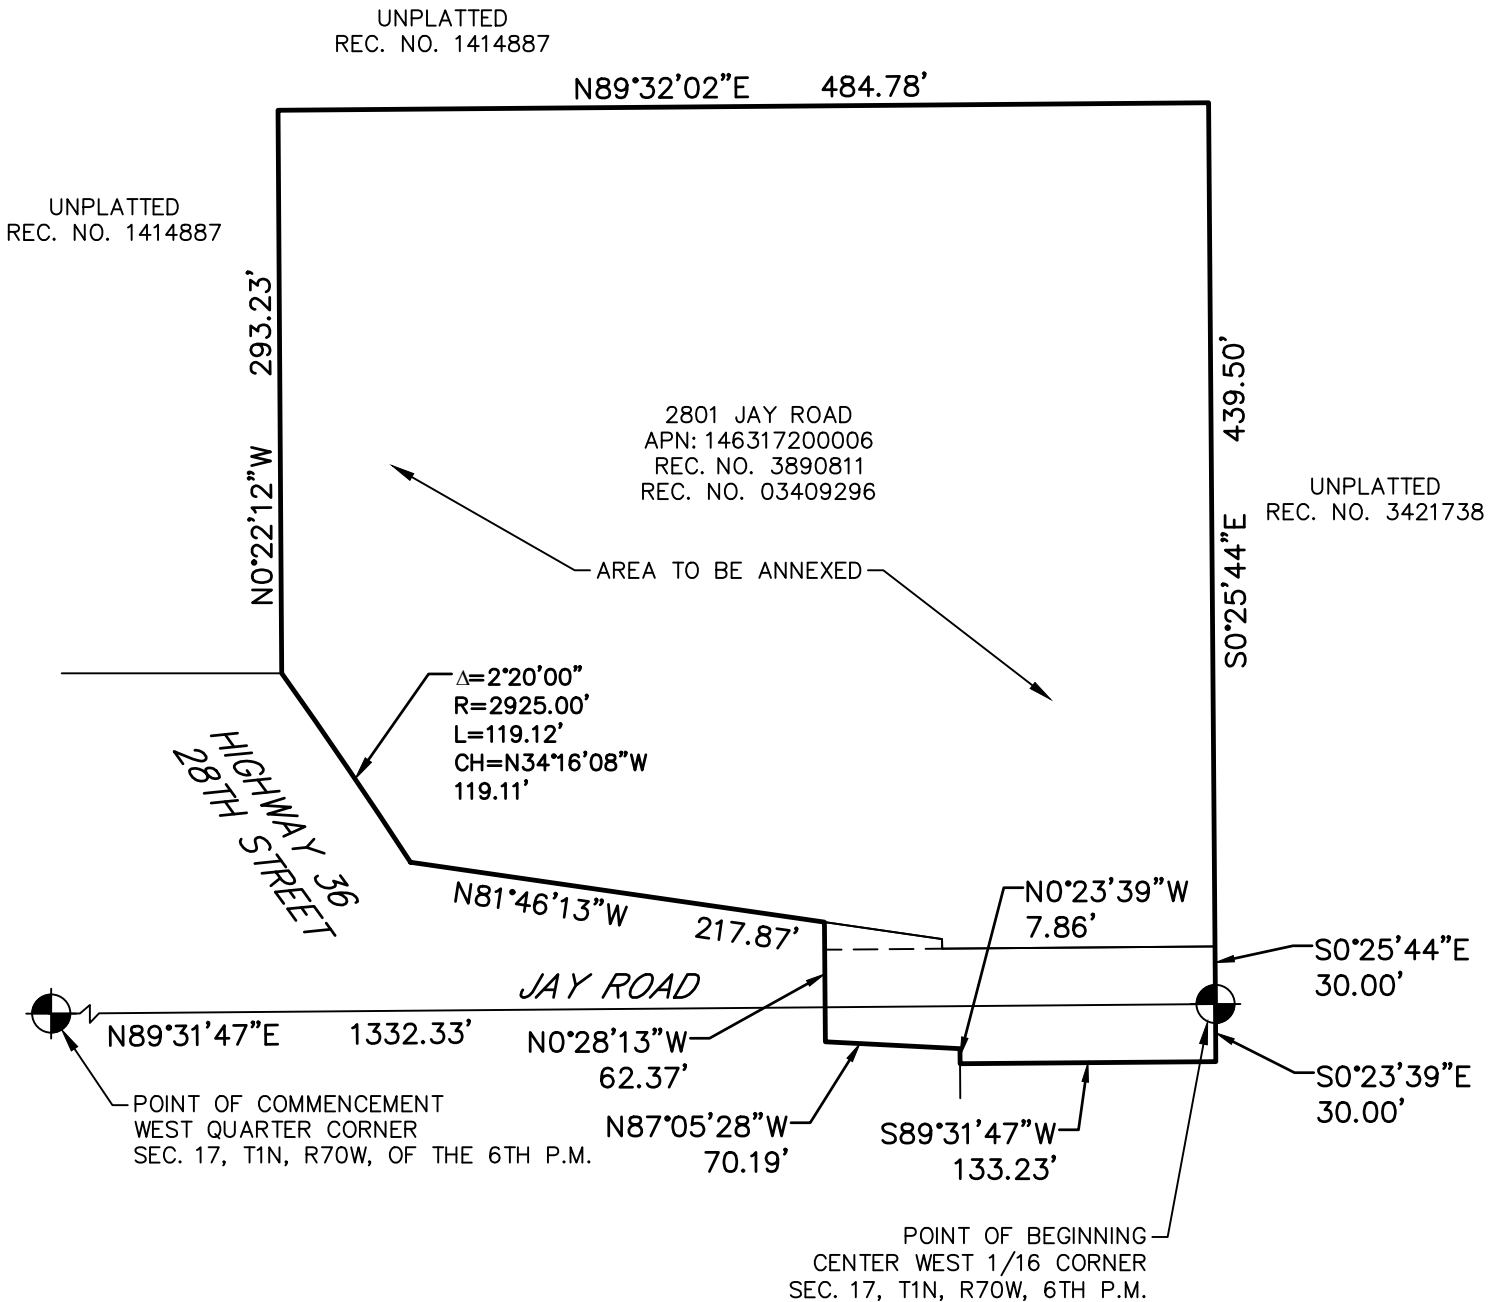 UNPLATTED
REC. NO. 1414887
N89°32'02"E 484.78'
UNPLATTED
REC. NO. 1414887
N0°22'12"W 293.23'
2801 JAY ROAD
APN: 146317200006
REC. NO. 3890811
REC. NO. 03409296
S0°25'44"E 439.50'
UNPLATTED
REC. NO. 3421738
AREA TO BE ANNEXED
Δ=2°20'00"
R=2925.00'
L=119.12'
CH=N34°16'08"W
119.11'
HIGHWAY 36
28TH STREET
N81°46'13"W 217.87'
N0°23'39"W
7.86'
S0°25'44"E
30.00'
JAY ROAD
N89°31'47"E 1332.33'
N0°28'13"W
62.37'
S0°23'39"E
30.00'
POINT OF COMMENCEMENT
WEST QUARTER CORNER
SEC. 17, T1N, R70W, OF THE 6TH P.M.
N87°05'28"W
70.19'
S89°31'47"W
133.23'
POINT OF BEGINNING
CENTER WEST 1/16 CORNER
SEC. 17, T1N, R70W, 6TH P.M.